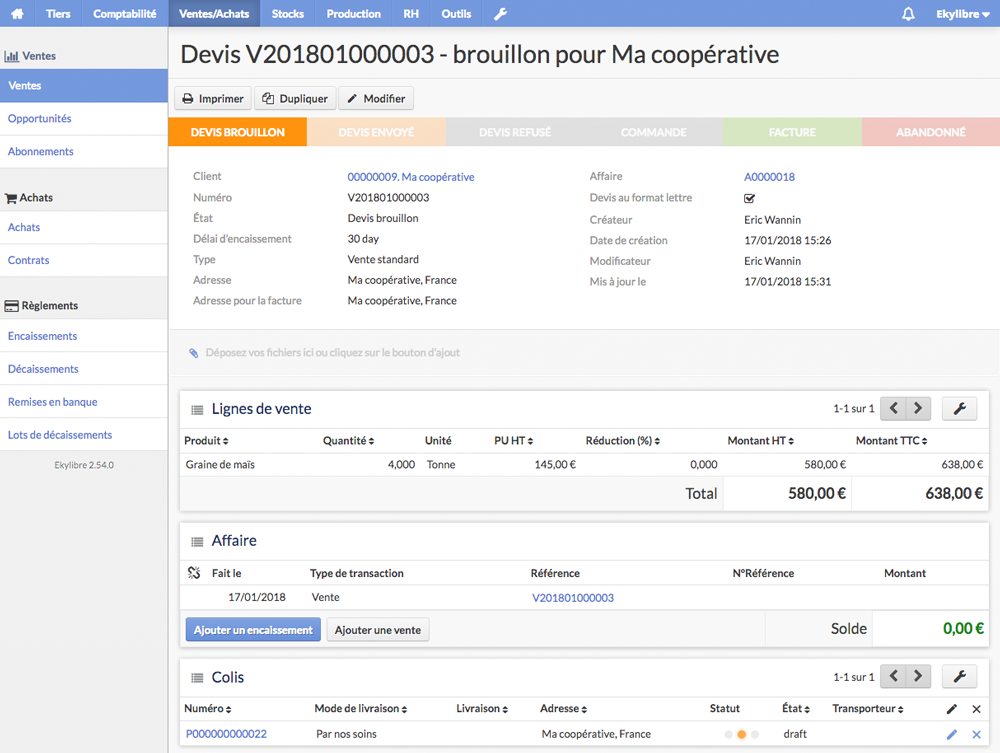 Tiers Comptabilité Ventes/Achats Stocks Production RH Outils Ekylibre
Ventes
Ventes
Opportunités
Abonnements
Achats
Achats
Contrats
Règlements
Encaissements
Décaissements
Remises en banque
Lots de décaissements
Ekylibre 2.54.0
Devis V201801000003 - brouillon pour Ma coopérative
Imprimer Dupliquer Modifier
DEVIS BROUILLON DEVIS ENVOYÉ DEVIS REFUSÉ COMMANDE FACTURE ABANDONNÉ
Client 00000009. Ma coopérative Affaire A0000018
Numéro V201801000003 Devis au format lettre
État Devis brouillon Créateur Eric Wannin
Délai d'encaissement 30 day Date de création 17/01/2018 15:26
Type Vente standard Modificateur Eric Wannin
Adresse Ma coopérative, France Mis à jour le 17/01/2018 15:31
Adresse pour la facture Ma coopérative, France
Déposez vos fichiers ici ou cliquez sur le bouton d'ajout
Lignes de vente 1-1 sur 1
Produit Quantité Unité PU HT Réduction (%) Montant HT Montant TTC
Graine de maïs 4,000 Tonne 145,00 € 0,000 580,00 € 638,00 €
Total 580,00 € 638,00 €
Affaire
Fait le Type de transaction Référence N°Référence Montant
17/01/2018 Vente V201801000003
Ajouter un encaissement Ajouter une vente Solde 0,00 €
Colis 1-1 sur 1
Numéro Mode de livraison Livraison Adresse Statut État Transporteur
P000000000022 Par nos soins Ma coopérative, France draft